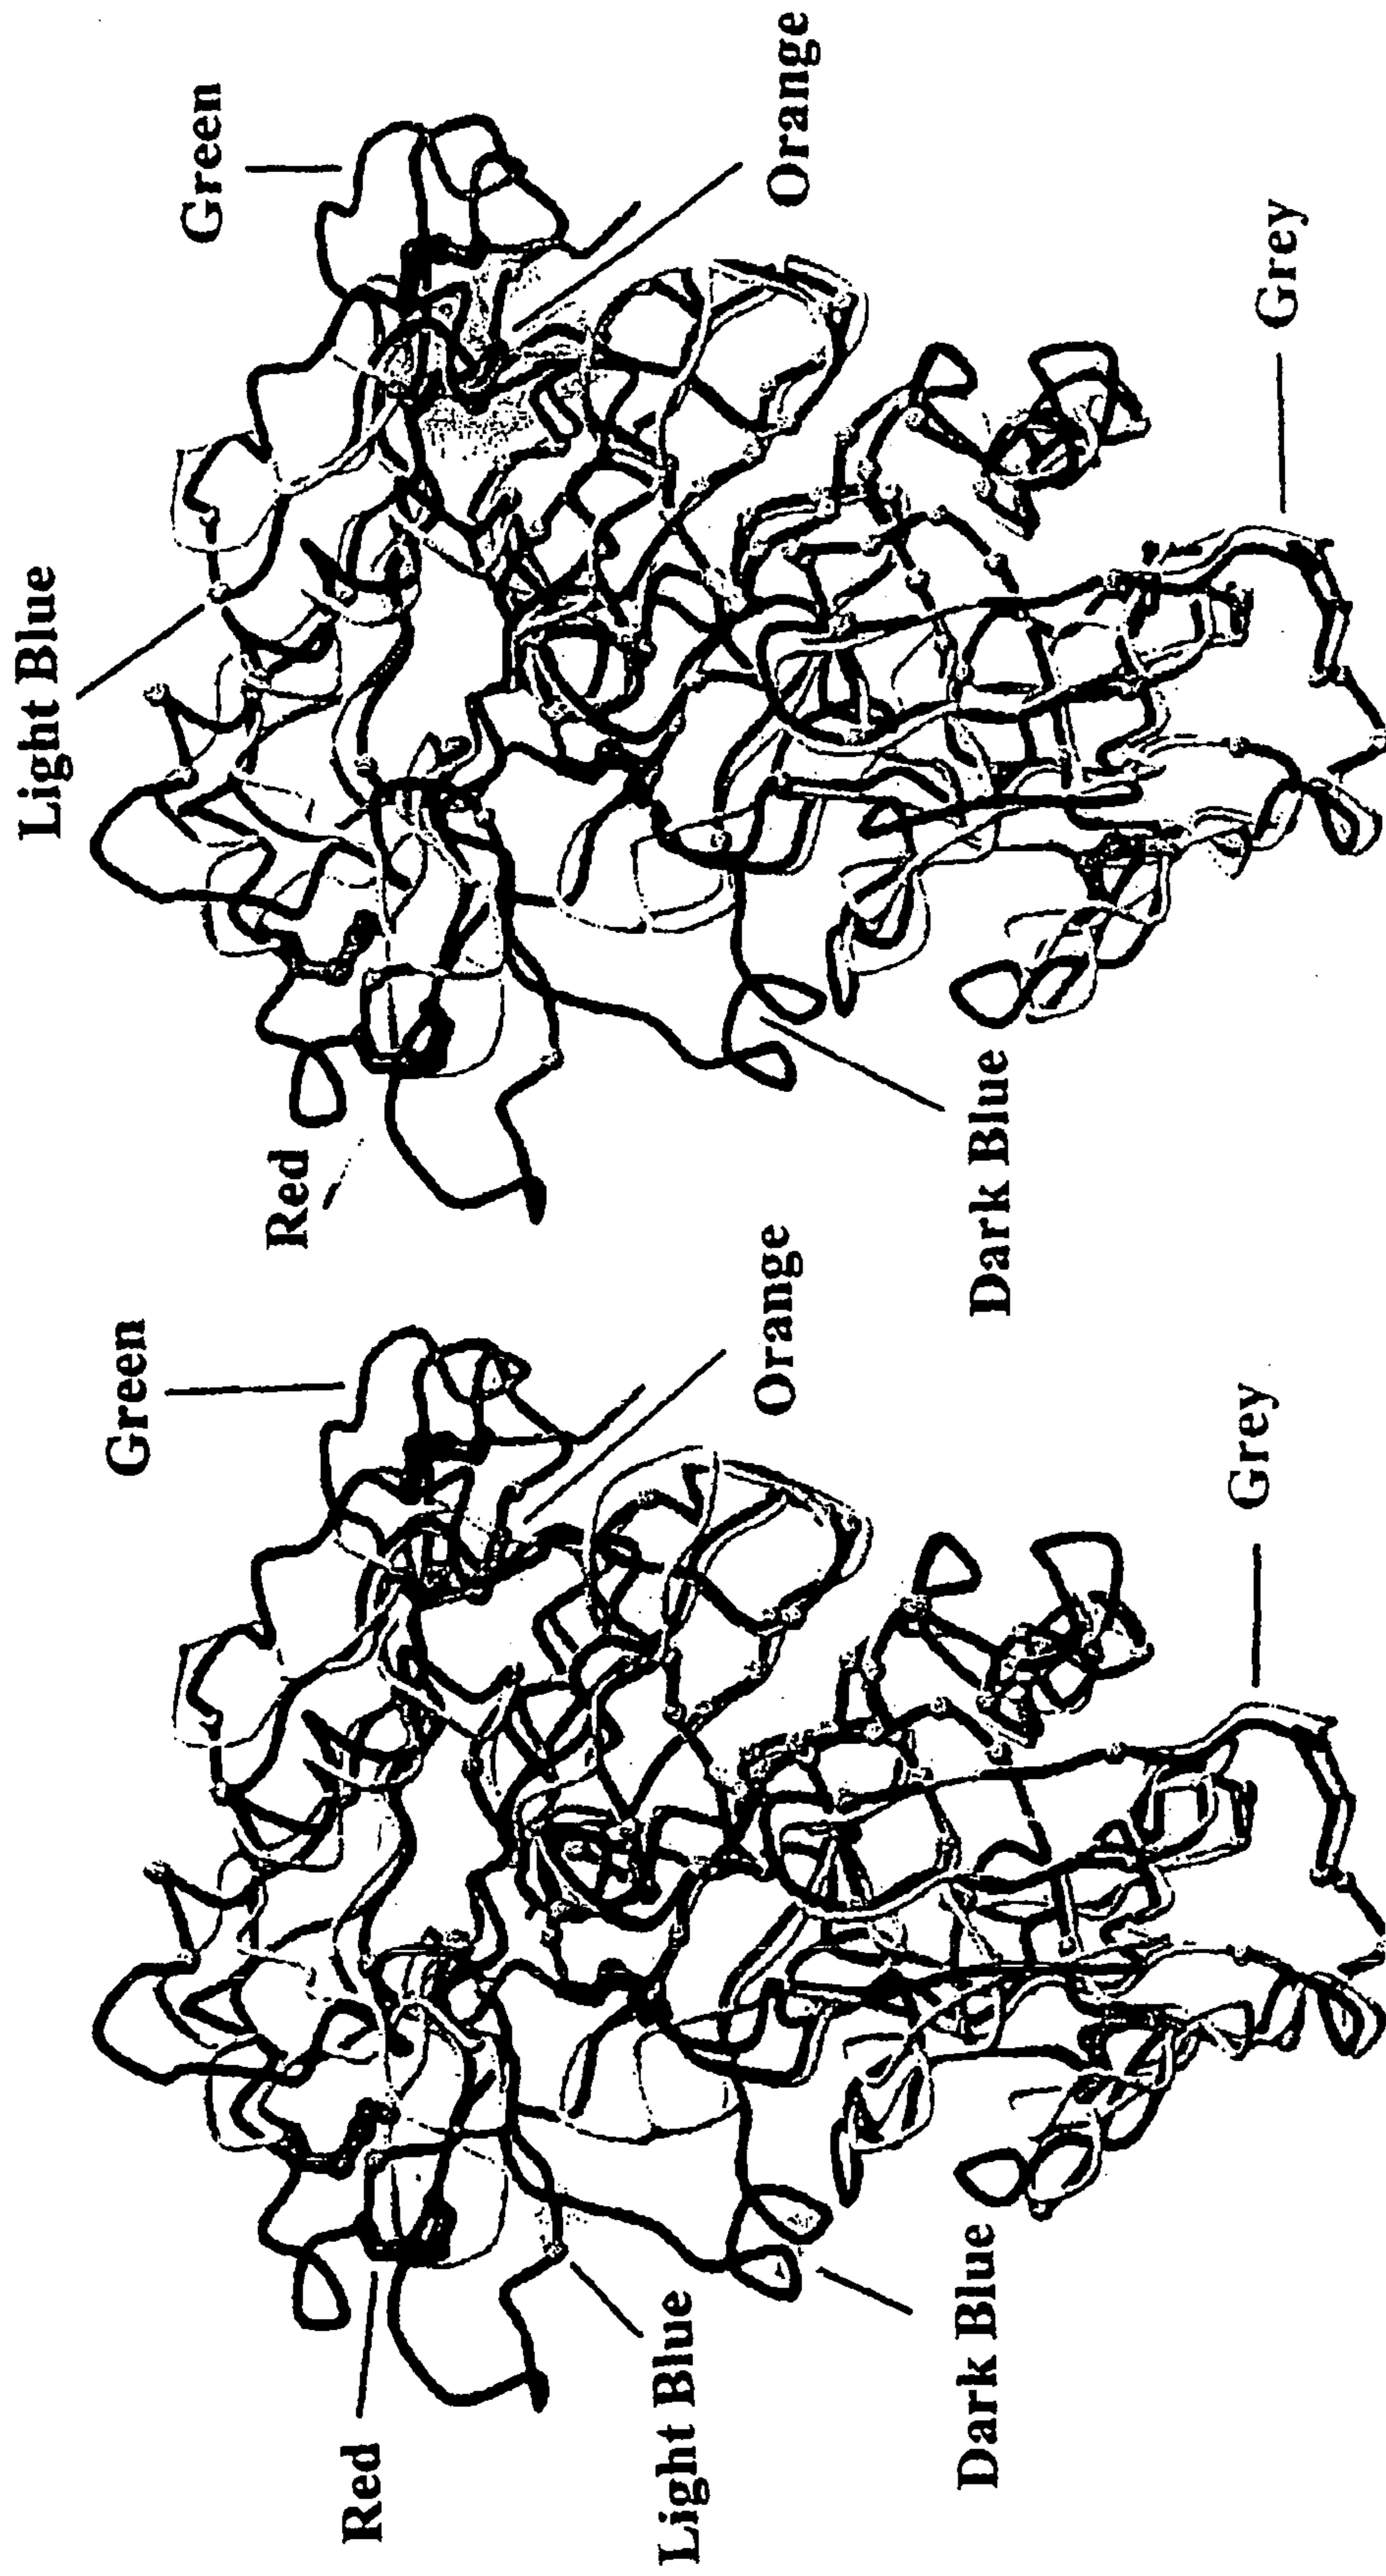 Green
Red
Light Blue
Orange
Dark Blue
Grey
Light Blue
Green
Red
Orange
Dark Blue
Grey